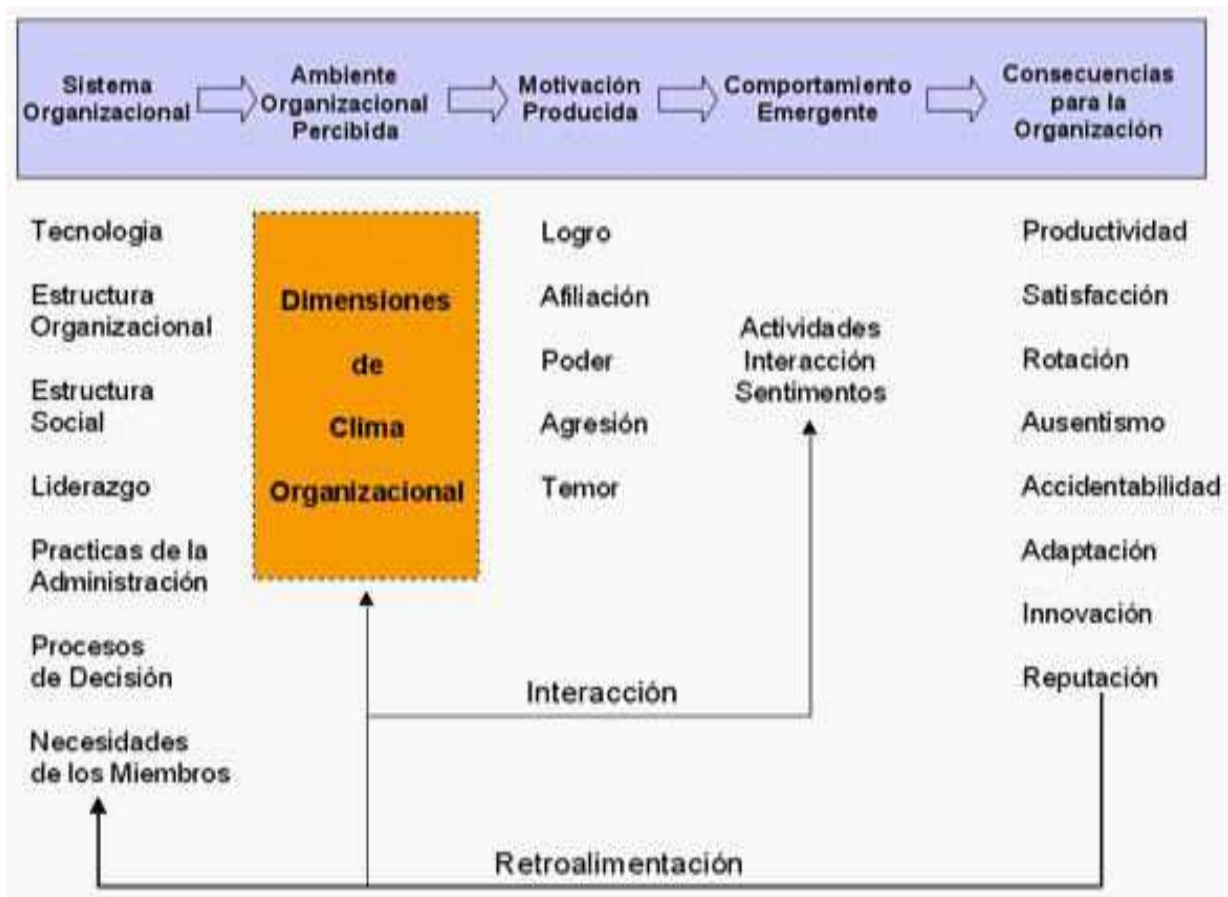 Sistema
Organizacional
Ambiente
Organizacional
Percibida
Motivación
Producida
Comportamiento
Emergente
Consecuencias
para la
Organización
Tecnologia
Estructura
Organizacional
Estructura
Social
Liderazgo
Practicas de la
Administración
Procesos
de Decisión
Necesidades
de los Miembros
Dimensiones
de
Clima
Organizacional
Logro
Afiliación
Poder
Agresión
Temor
Actividades
Interacción
Sentimentos
Productividad
Satisfacción
Rotación
Ausentismo
Accidentabilidad
Adaptación
Innovación
Reputación
Interacción
Retroalimentación